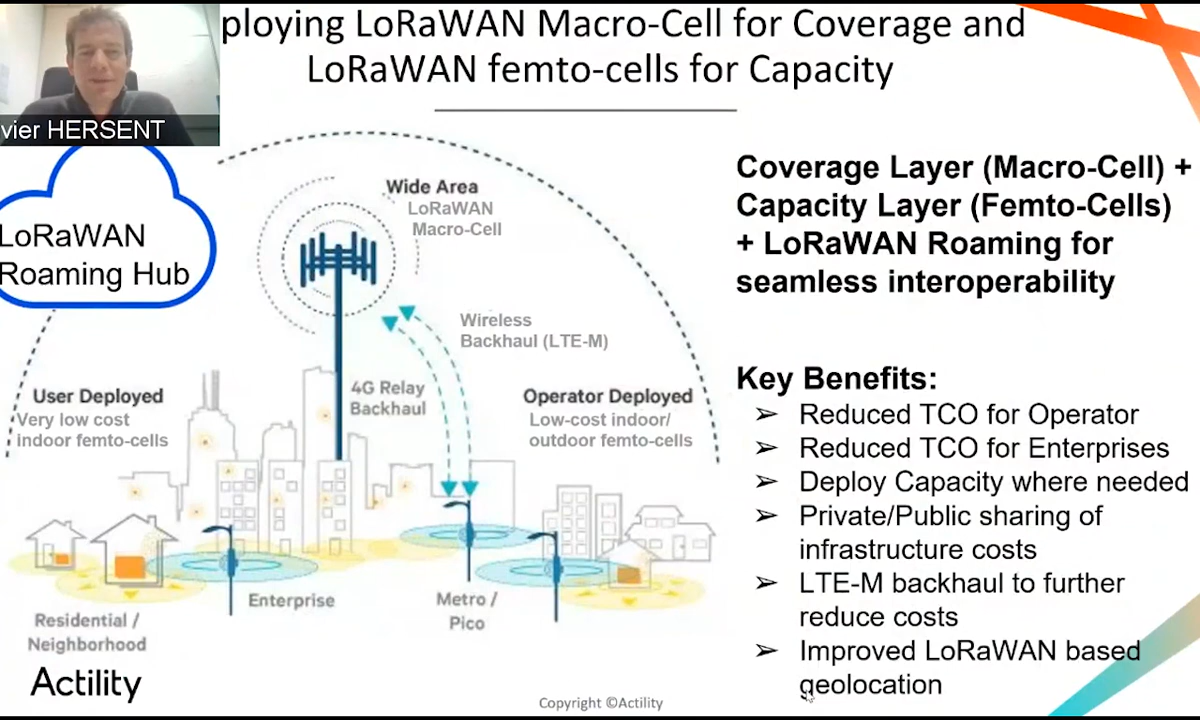 ploying LoRaWAN Macro-Cell for Coverage and
LoRaWAN femto-cells for Capacity
vier HERSENT
LoRaWAN
Roaming Hub
Wide Area
LoRaWAN
Macro-Cell
Wireless
Backhaul (LTE-M)
4G Relay
Backhaul
User Deployed
Very low cost
indoor femto-cells
Operator Deployed
Low-cost indoor/
outdoor femto-cells
Residential /
Neighborhood
Enterprise
Metro /
Pico
Coverage Layer (Macro-Cell) +
Capacity Layer (Femto-Cells)
+ LoRaWAN Roaming for
seamless interoperability
Key Benefits:
➢ Reduced TCO for Operator
➢ Reduced TCO for Enterprises
➢ Deploy Capacity where needed
➢ Private/Public sharing of
infrastructure costs
➢ LTE-M backhaul to further
reduce costs
➢ Improved LoRaWAN based
geolocation
Actility
Copyright ©Actility